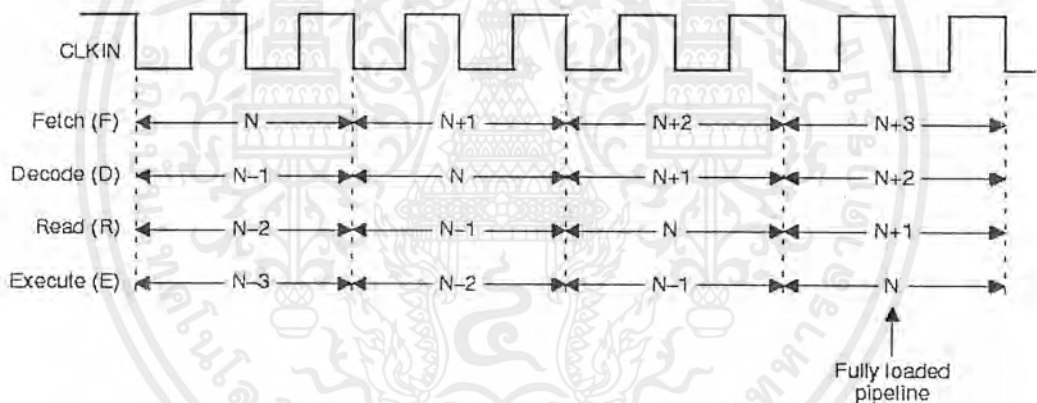 CLKIN
Fetch (F) N N+1 N+2 N+3
Decode (D) N–1 N N+1 N+2
Read (R) N–2 N–1 N N+1
Execute (E) N–3 N–2 N–1 N
Fully loaded
pipeline